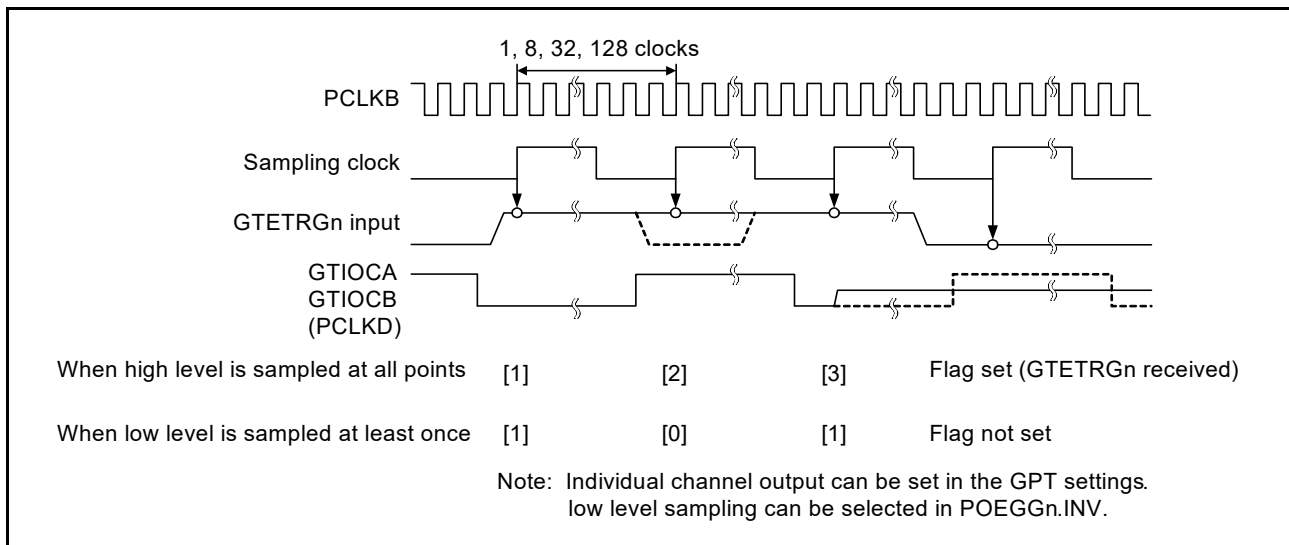 1, 8, 32, 128 clocks
PCLKB
Sampling clock
GTETRGn input
GTIOCA
GTIOCB
(PCLKD)
When high level is sampled at all points [1] [2] [3] Flag set (GTETRGn received)
When low level is sampled at least once [1] [0] [1] Flag not set
Note: Individual channel output can be set in the GPT settings.
low level sampling can be selected in POEGGn.INV.